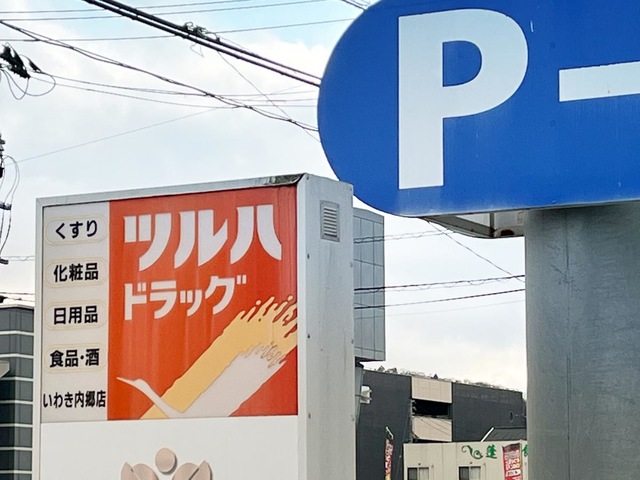 P
くすり
化粧品
日用品
食品・酒
いわき内郷店
ツルハ
ドラッグ
蓮